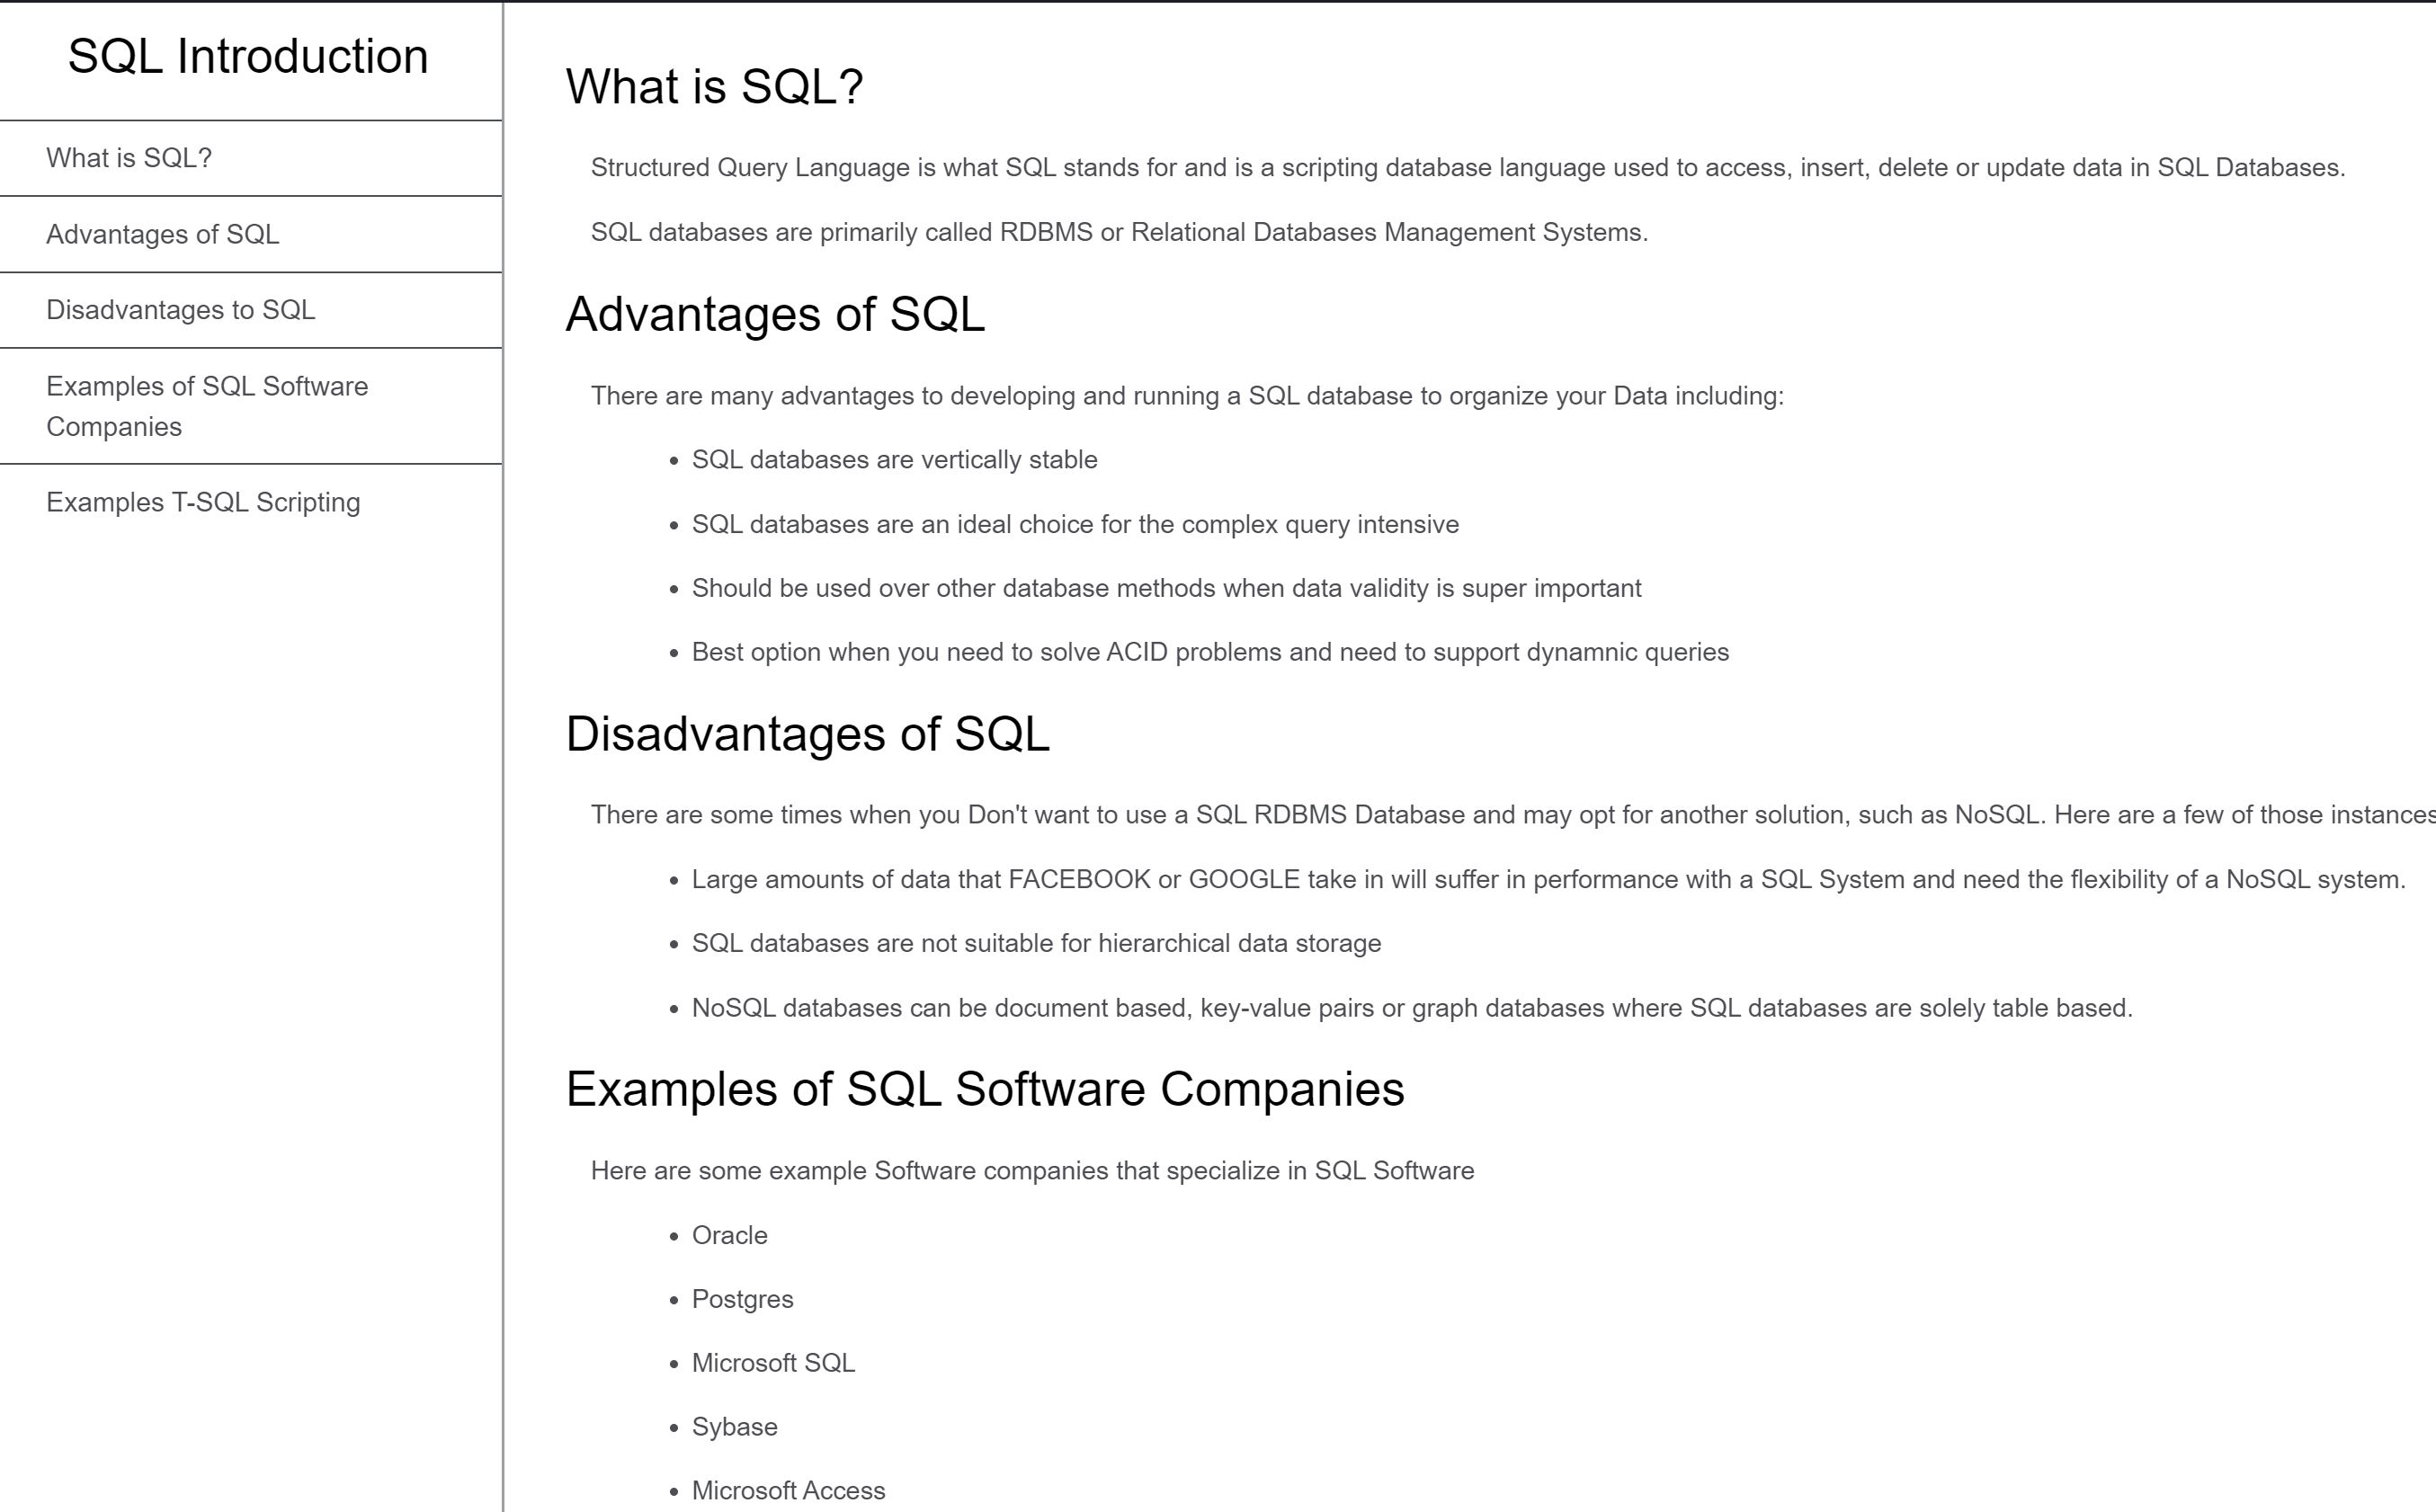 SQL Introduction
What is SQL?
Advantages of SQL
Disadvantages to SQL
Examples of SQL Software
Companies
Examples T-SQL Scripting
What is SQL?
Structured Query Language is what SQL stands for and is a scripting database language used to access, insert, delete or update data in SQL Databases.
SQL databases are primarily called RDBMS or Relational Databases Management Systems.
Advantages of SQL
There are many advantages to developing and running a SQL database to organize your Data including:
• SQL databases are vertically stable
• SQL databases are an ideal choice for the complex query intensive
• Should be used over other database methods when data validity is super important
• Best option when you need to solve ACID problems and need to support dynamnic queries
Disadvantages of SQL
There are some times when you Don't want to use a SQL RDBMS Database and may opt for another solution, such as NoSQL. Here are a few of those instances
• Large amounts of data that FACEBOOK or GOOGLE take in will suffer in performance with a SQL System and need the flexibility of a NoSQL system.
• SQL databases are not suitable for hierarchical data storage
• NoSQL databases can be document based, key-value pairs or graph databases where SQL databases are solely table based.
Examples of SQL Software Companies
Here are some example Software companies that specialize in SQL Software
• Oracle
• Postgres
• Microsoft SQL
• Sybase
• Microsoft Access